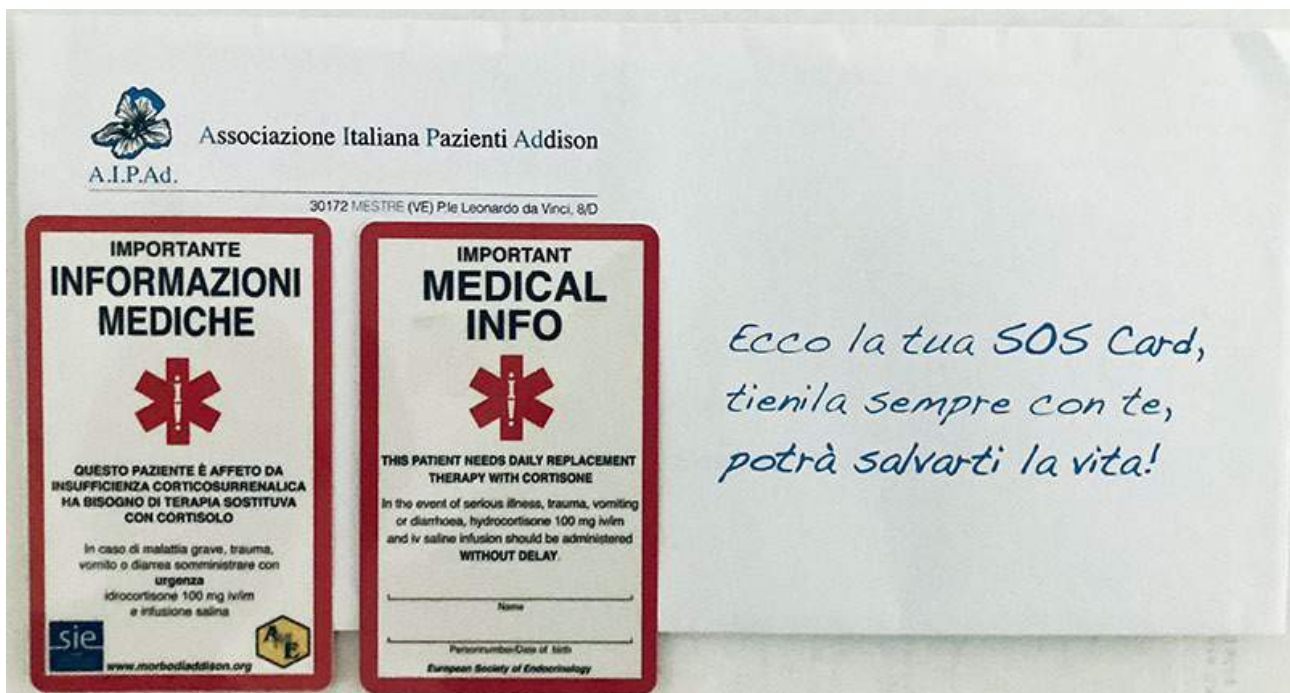 Associazione Italiana Pazienti Addison
A.I.P.Ad.
30172 MESTRE (VE) P.le Leonardo da Vinci, 8/D
IMPORTANTE
INFORMAZIONI
MEDICHE
QUESTO PAZIENTE È AFFETO DA
INSUFFICIENZA CORTICOSURRENALICA
HA BISOGNO DI TERAPIA SOSTITUVA
CON CORTISOLO
In caso di malattia grave, trauma,
vomito o diarrea somministrare con
urgenza
idrocortisone 100 mg iv/im
e infusione salina
sie
AME
www.morbodiaddison.org
IMPORTANT
MEDICAL
INFO
THIS PATIENT NEEDS DAILY REPLACEMENT
THERAPY WITH CORTISONE
In the event of serious illness, trauma, vomiting
or diarrhoea, hydrocortisone 100 mg iv/im
and iv saline infusion should be administered
WITHOUT DELAY.
Name
Personnumber/Date of birth
European Society of Endocrinology
Ecco la tua SOS Card,
tienila sempre con te,
potrà salvarti la vita!